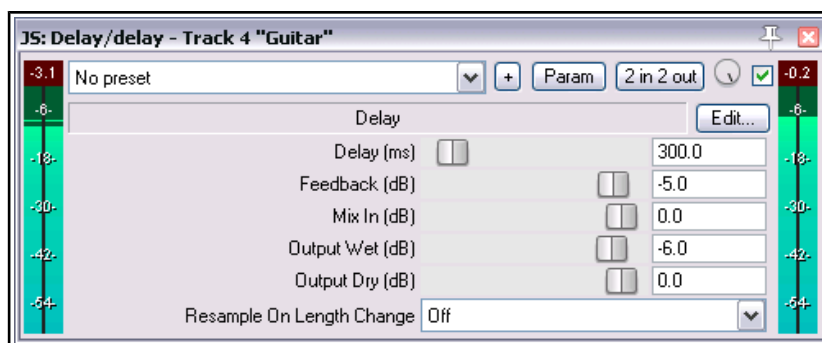 JS: Delay/delay - Track 4 "Guitar"
-3.1 No preset + Param 2 in 2 out -0.2
-6- Delay Edit... -6-
Delay (ms) 300.0
-18- -18-
Feedback (dB) -5.0
-30- Mix In (dB) 0.0 -30-
-42- Output Wet (dB) -6.0 -42-
Output Dry (dB) 0.0
-54- -54-
Resample On Length Change Off